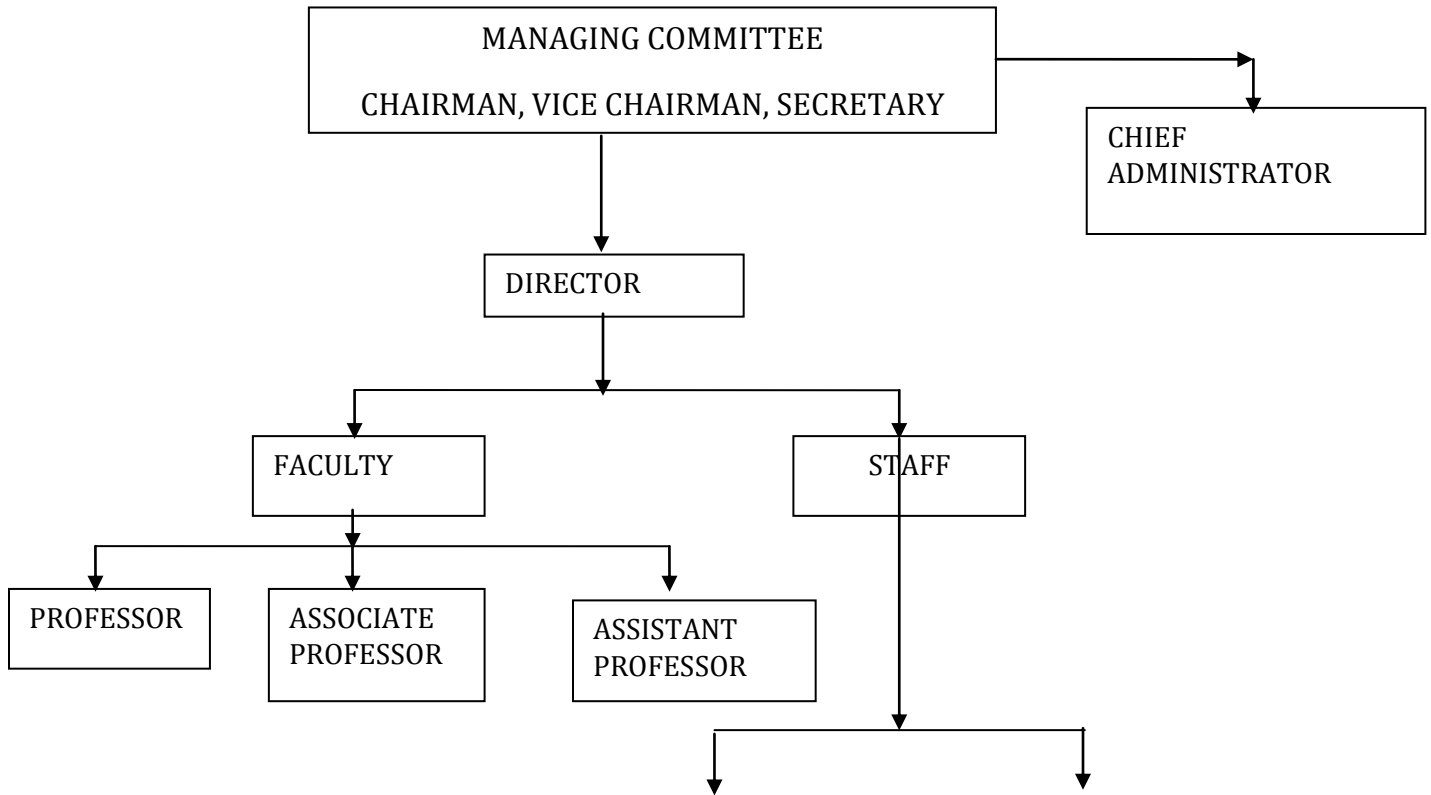 MANAGING COMMITTEE
CHAIRMAN, VICE CHAIRMAN, SECRETARY
CHIEF
ADMINISTRATOR
DIRECTOR
FACULTY
STAFF
PROFESSOR
ASSOCIATE
PROFESSOR
ASSISTANT
PROFESSOR